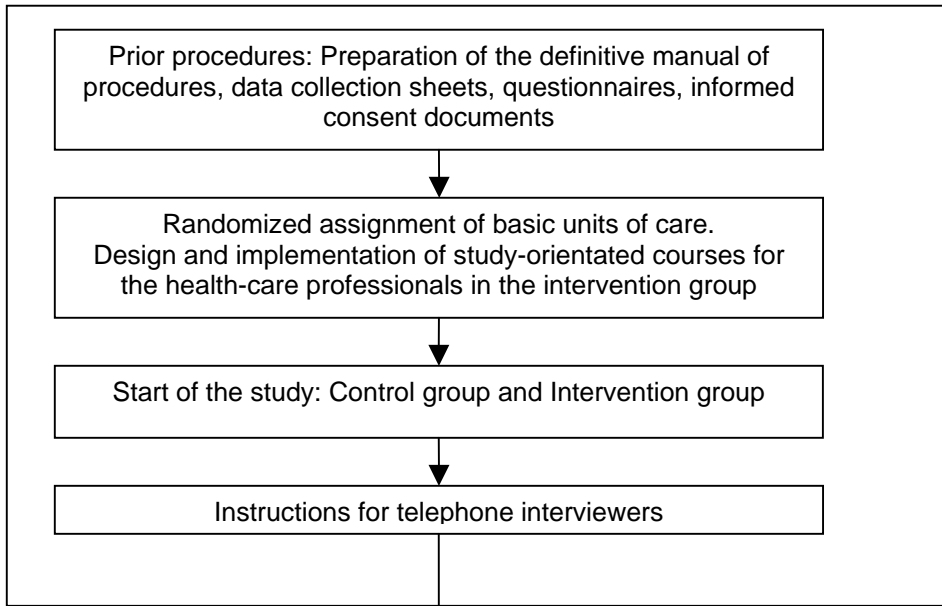 Prior procedures: Preparation of the definitive manual of
procedures, data collection sheets, questionnaires, informed
consent documents
Randomized assignment of basic units of care.
Design and implementation of study-orientated courses for
the health-care professionals in the intervention group
Start of the study: Control group and Intervention group
Instructions for telephone interviewers